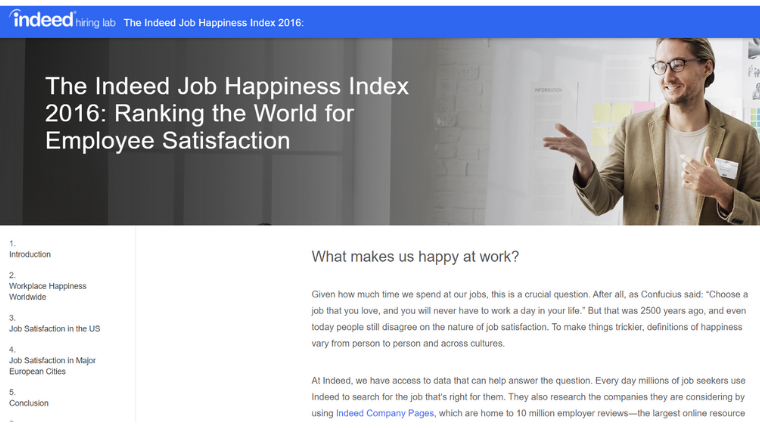 indeed hiring lab The Indeed Job Happiness Index 2016:
The Indeed Job Happiness Index
2016: Ranking the World for
Employee Satisfaction
INFORMATION
1.
Introduction
2.
Workplace Happiness
Worldwide
3.
Job Satisfaction in the US
4.
Job Satisfaction in Major
European Cities
5.
Conclusion
What makes us happy at work?
Given how much time we spend at our jobs, this is a crucial question. After all, as Confucius said: “Choose a
job that you love, and you will never have to work a day in your life.” But that was 2500 years ago, and even
today people still disagree on the nature of job satisfaction. To make things trickier, definitions of happiness
vary from person to person and across cultures.
At Indeed, we have access to data that can help answer the question. Every day millions of job seekers use
Indeed to search for the job that's right for them. They also research the companies they are considering by
using Indeed Company Pages, which are home to 10 million employer reviews—the largest online resource